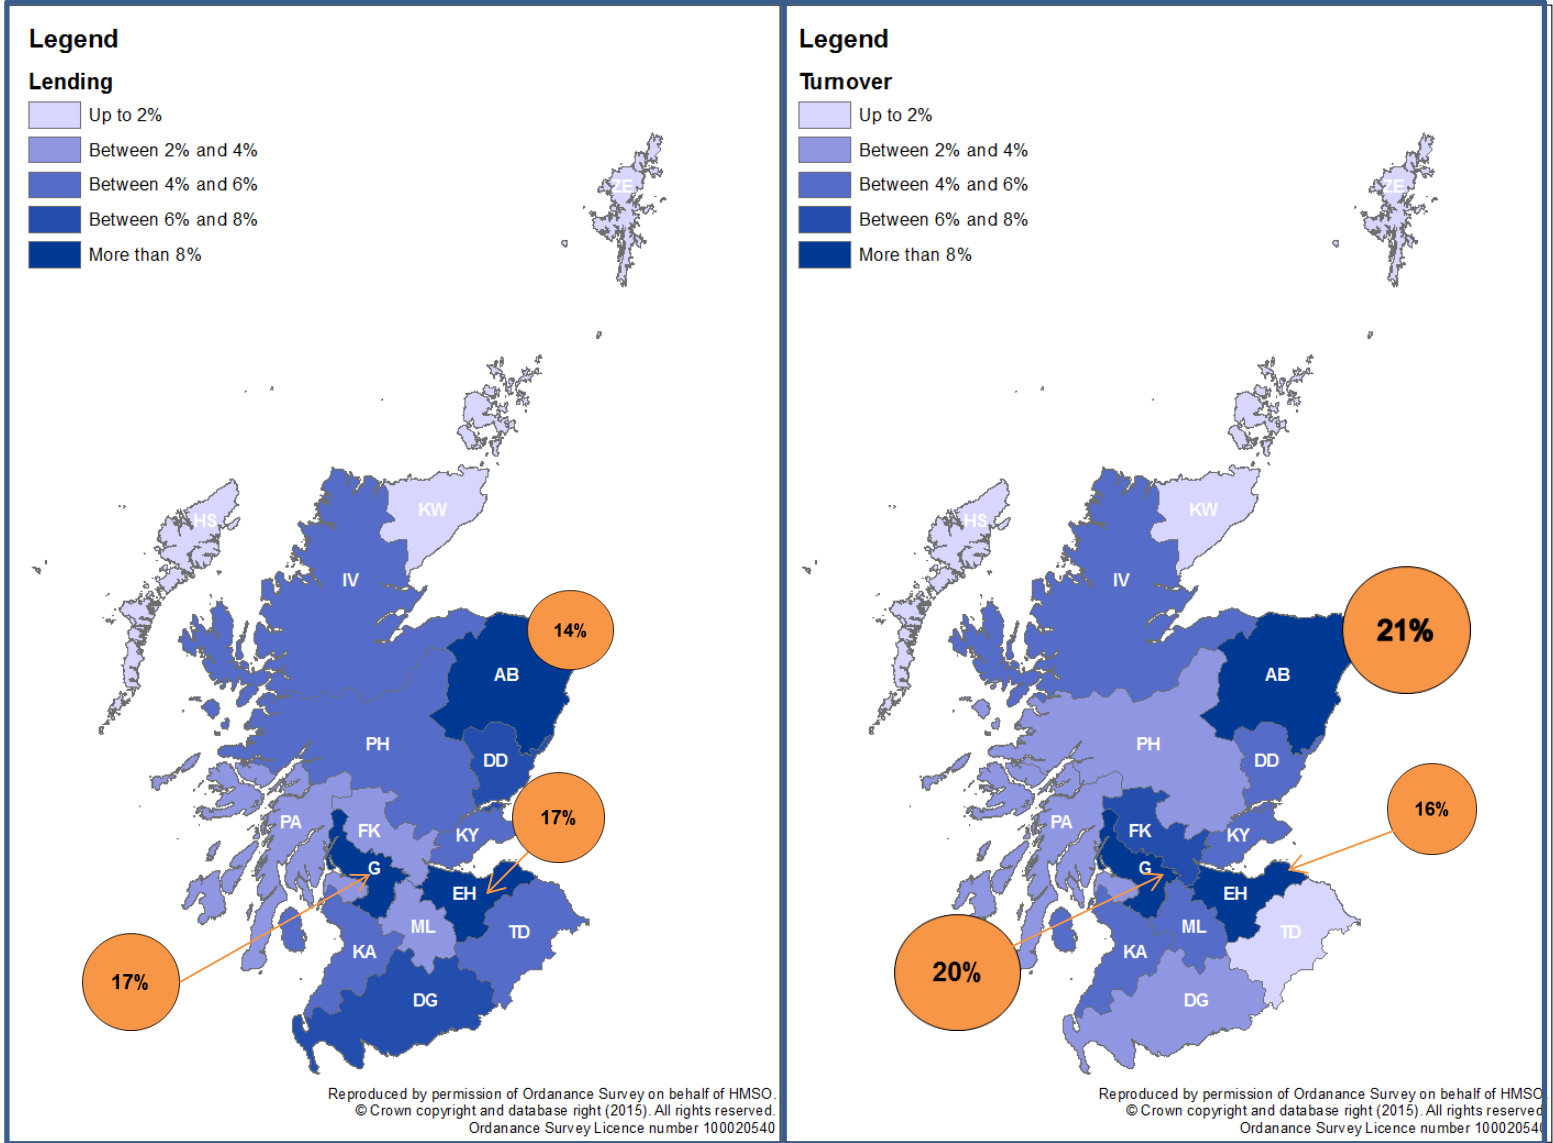 Legend
Lending
Up to 2%
Between 2% and 4%
Between 4% and 6%
Between 6% and 8%
More than 8%
ZE
KW
HS
IV
14%
AB
PH
DD
17%
PA
FK
KY
G
EH
ML
TD
KA
17%
DG
Reproduced by permission of Ordanance Survey on behalf of HMSO.
© Crown copyright and database right (2015). All rights reserved.
Ordanance Survey Licence number 100020540
Legend
Turnover
Up to 2%
Between 2% and 4%
Between 4% and 6%
Between 6% and 8%
More than 8%
ZE
KW
HS
IV
21%
AB
PH
DD
16%
PA
FK
KY
G
EH
ML
TD
KA
20%
DG
Reproduced by permission of Ordanance Survey on behalf of HMSO.
© Crown copyright and database right (2015). All rights reserved
Ordanance Survey Licence number 100020540